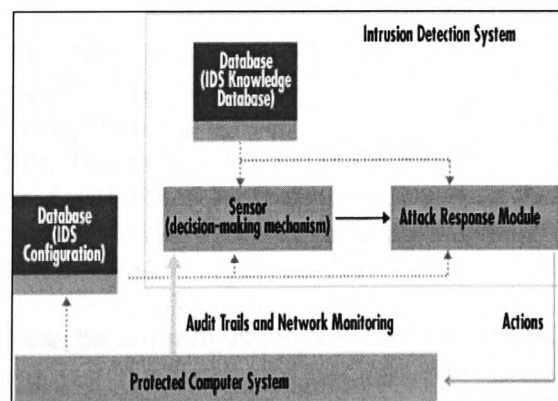 Intrusion Detection System
Database
(IDS Knowledge
Database)
Sensor
(decision-making mechanism)
Attack Response Module
Database
(IDS
Configuration)
Audit Trails and Network Monitoring
Actions
Protected Computer System